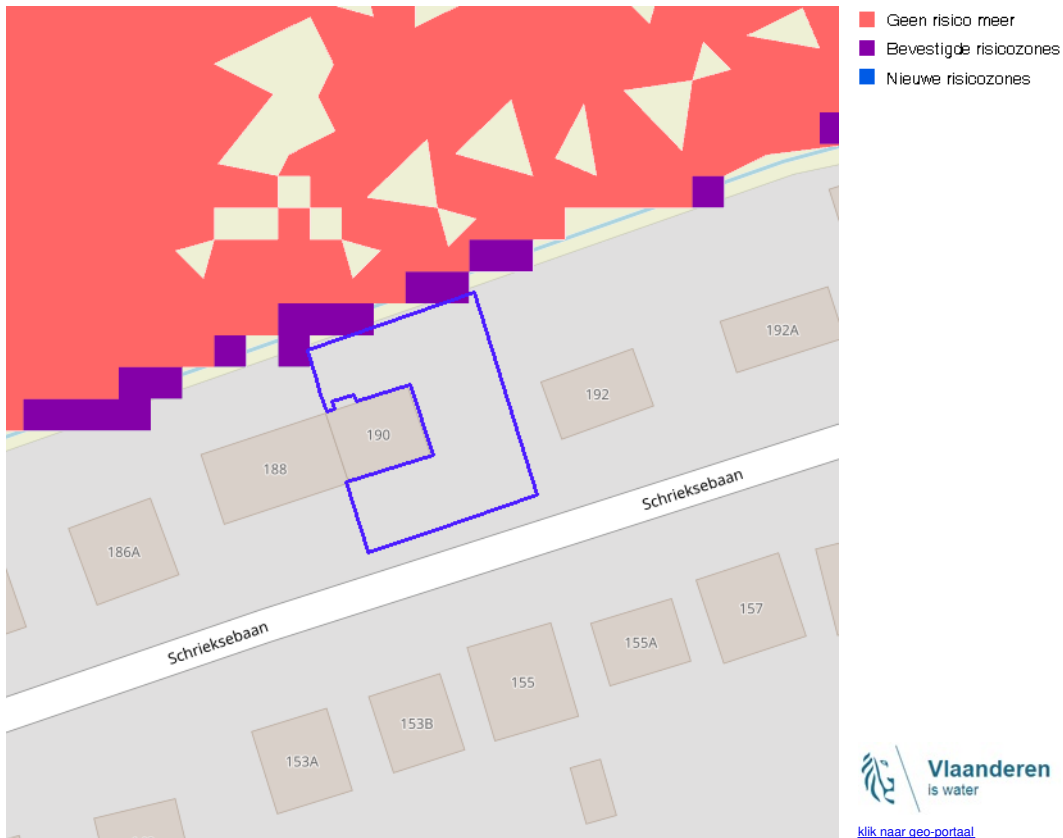 Geen risico meer
Bevestigde risicozones
Nieuwe risicozones
192A
192
190
188
Schrieksebaan
186A
157
Schrieksebaan
155A
155
153B
153A
Vlaanderen
is water
klik naar geo-portaal